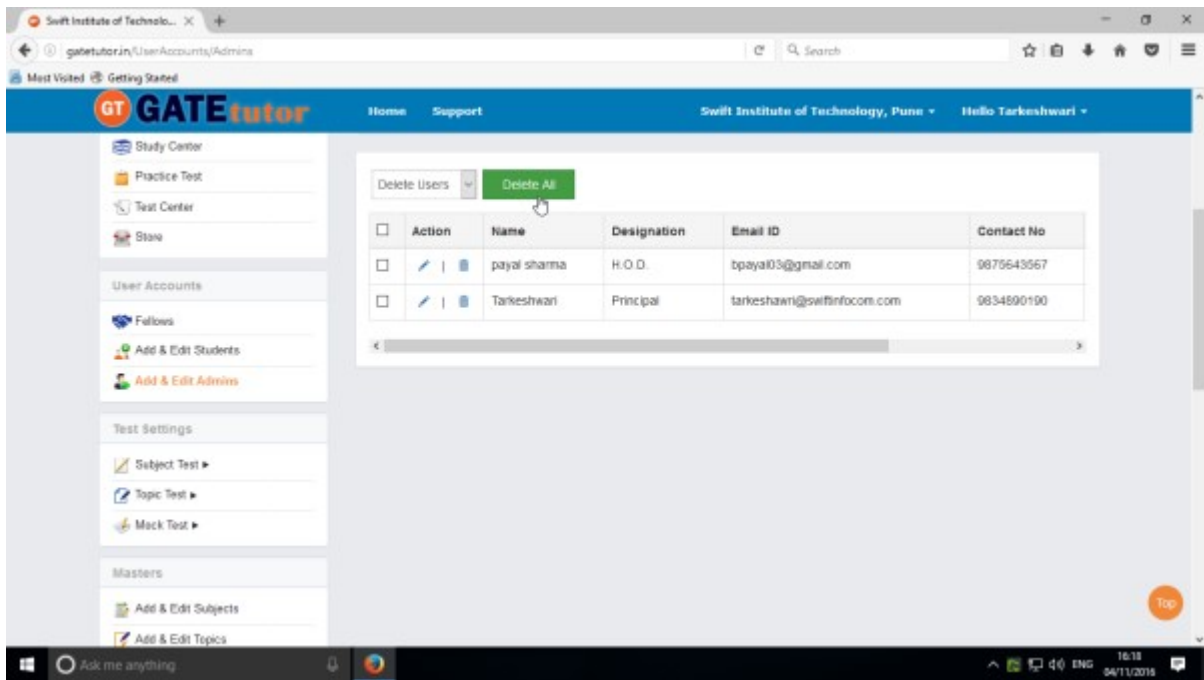 Swift Institute of Technolo...
gatetutor.in/UserAccounts/Admins
Search
Most Visited Getting Started
GT GATEtutor Home Support Swift Institute of Technology, Pune Hello Tarkeshwari
Study Center
Practice Test
Test Center
Store
User Accounts
Fellows
Add & Edit Students
Add & Edit Admins
Test Settings
Subject Test
Topic Test
Mock Test
Masters
Add & Edit Subjects
Add & Edit Topics
Delete Users Delete All
Action Name Designation Email ID Contact No
| payal sharma H.O.D. bpayal03@gmail.com 9875643567
| Tarkeshwari Principal tarkeshawri@swiftinfocom.com 9834890190
Top
Ask me anything
ENG
16:18
04/11/2016